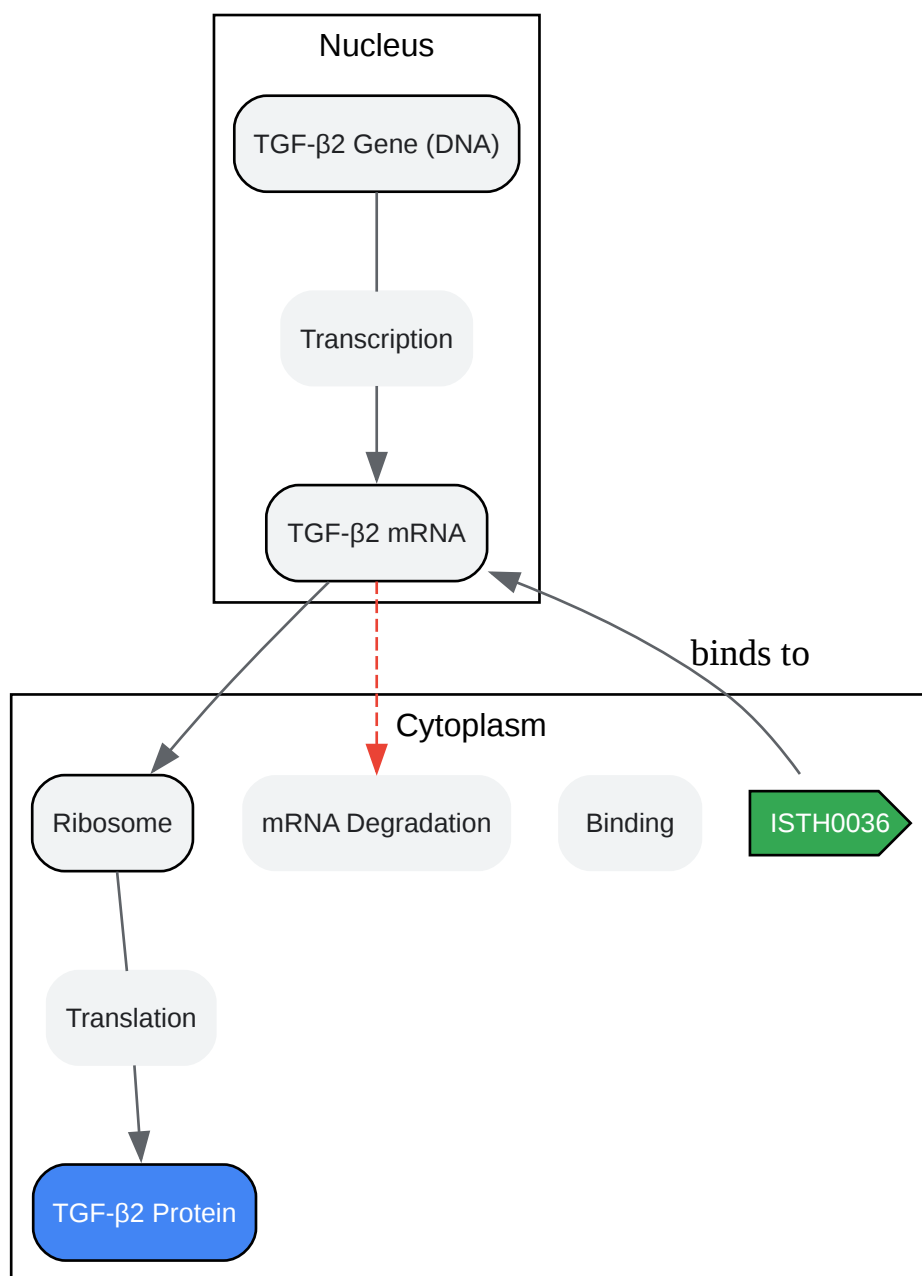 Nucleus
TGF-β2 Gene (DNA)
Transcription
TGF-β2 mRNA
binds to
Cytoplasm
Ribosome
mRNA Degradation
Binding
ISTH0036
Translation
TGF-β2 Protein